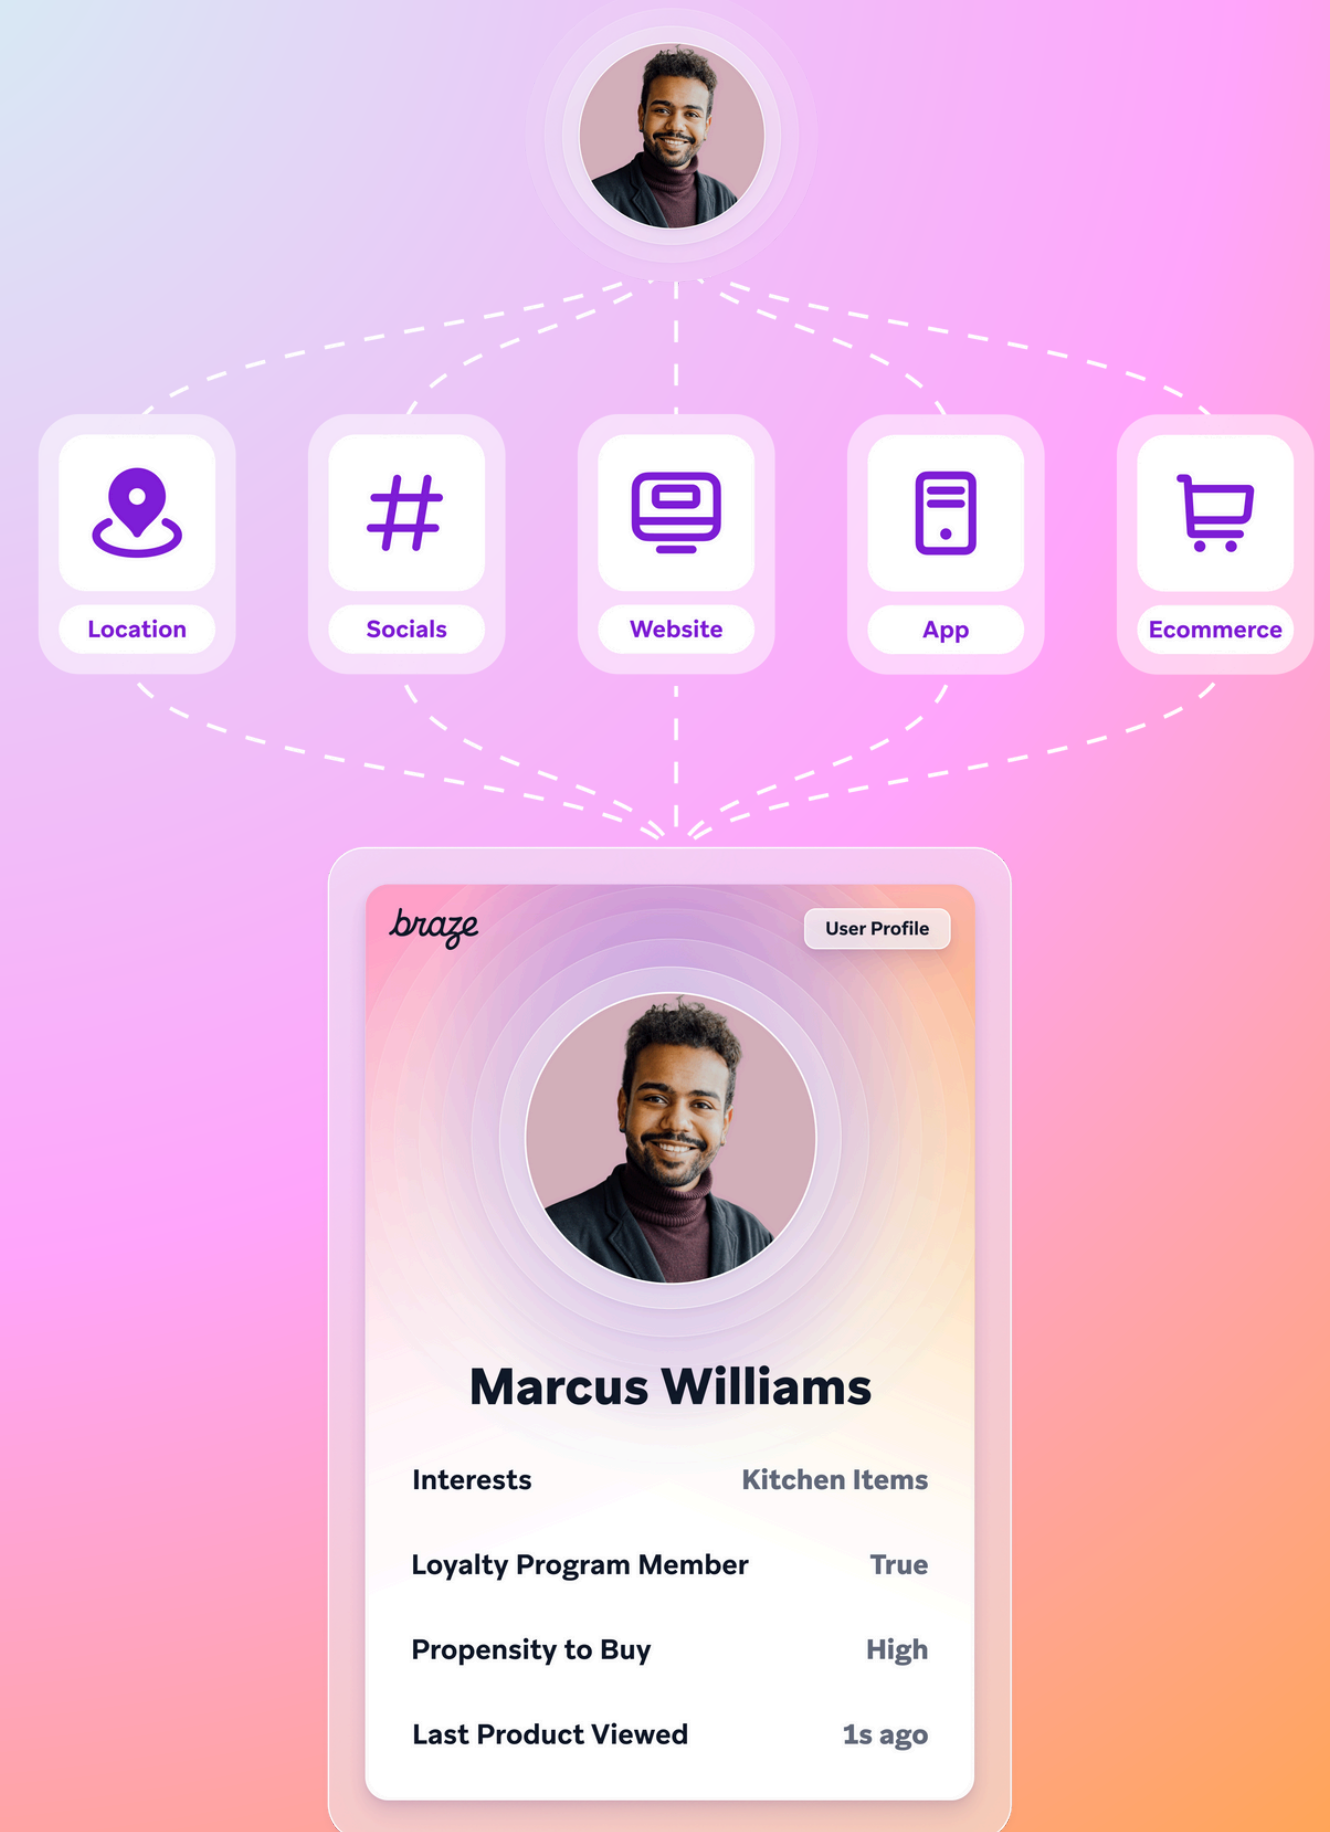 Location
Socials
Website
App
Ecommerce
braze
User Profile
Marcus Williams
Interests Kitchen Items
Loyalty Program Member True
Propensity to Buy High
Last Product Viewed 1s ago